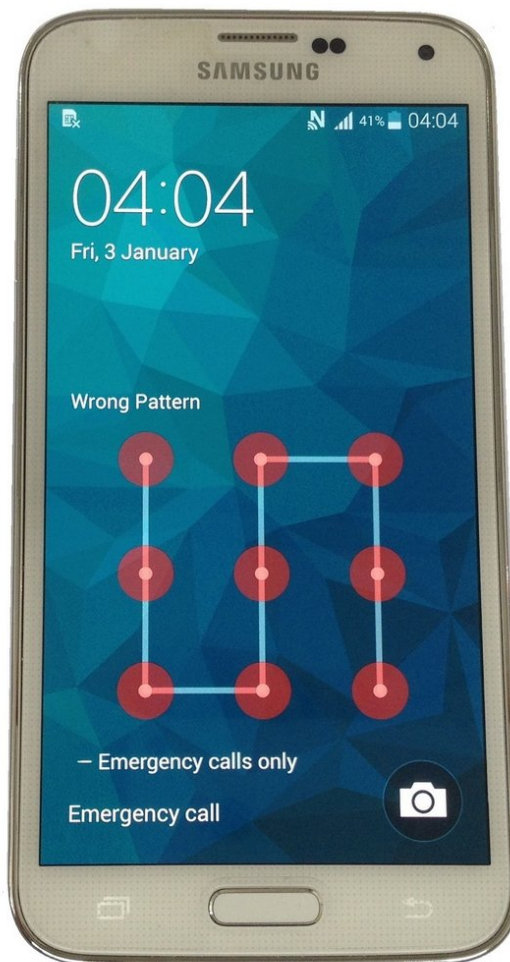 SAMSUNG
41% 04:04
04:04
Fri, 3 January
Wrong Pattern
– Emergency calls only
Emergency call